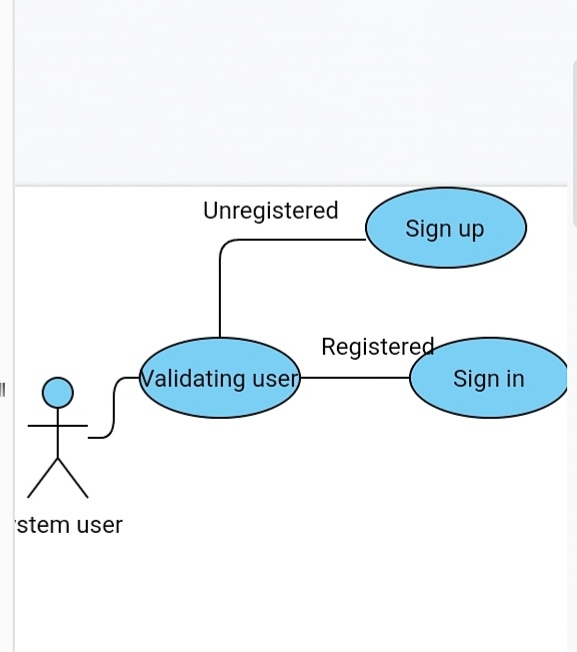 Unregistered
Sign up
Registered
Validating user
Sign in
stem user